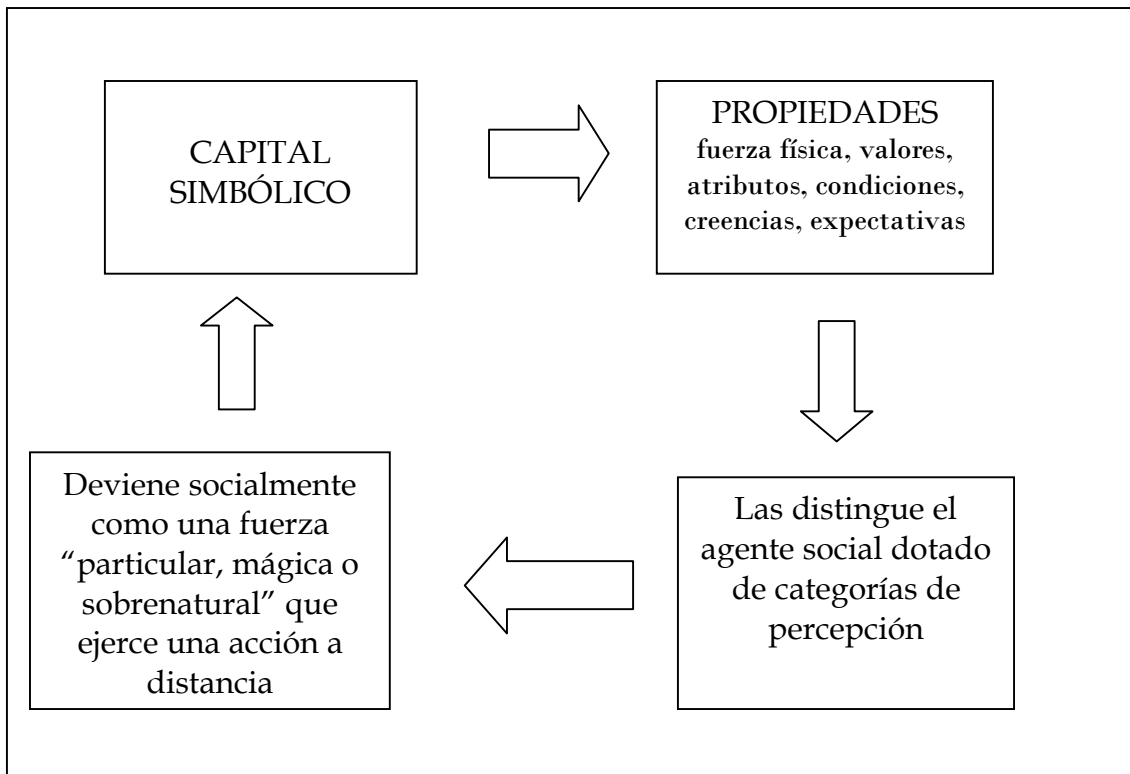 CAPITAL
SIMBÓLICO
PROPIEDADES
fuerza física, valores,
atributos, condiciones,
creencias, expectativas
Las distingue el
agente social dotado
de categorías de
percepción
Deviene socialmente
como una fuerza
“particular, mágica o
sobrenatural” que
ejerce una acción a
distancia